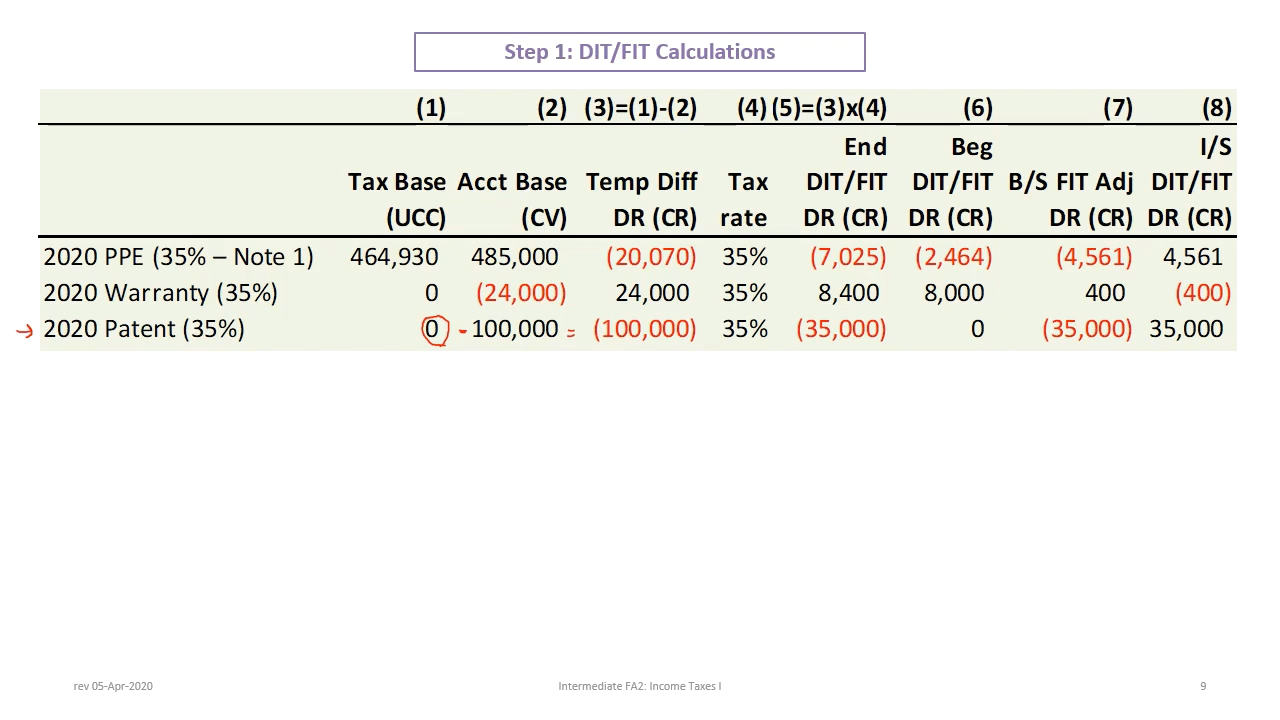 Step 1: DIT/FIT Calculations
(1) (2) (3)=(1)-(2) (4) (5)=(3)x(4) (6) (7) (8)
End Beg I/S
Tax Base Acct Base Temp Diff Tax DIT/FIT DIT/FIT B/S FIT Adj DIT/FIT
(UCC) (CV) DR (CR) rate DR (CR) DR (CR) DR (CR) DR (CR)
2020 PPE (35% – Note 1) 464,930 485,000 (20,070) 35% (7,025) (2,464) (4,561) 4,561
2020 Warranty (35%) 0 (24,000) 24,000 35% 8,400 8,000 400 (400)
→ 2020 Patent (35%) 0 - 100,000 = (100,000) 35% (35,000) 0 (35,000) 35,000
rev 05-Apr-2020 Intermediate FA2: Income Taxes I 9